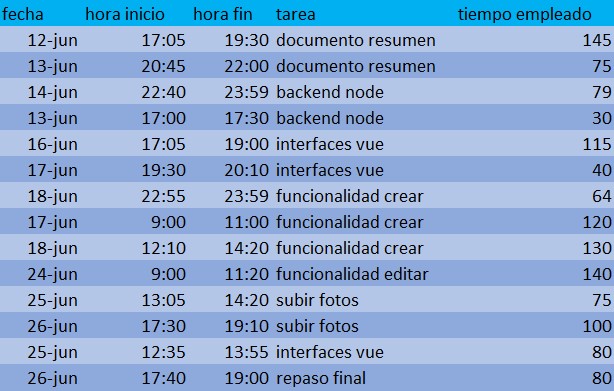 fecha hora inicio hora fin tarea tiempo empleado
12-jun 17:05 19:30 documento resumen 145
13-jun 20:45 22:00 documento resumen 75
14-jun 22:40 23:59 backend node 79
13-jun 17:00 17:30 backend node 30
16-jun 17:05 19:00 interfaces vue 115
17-jun 19:30 20:10 interfaces vue 40
18-jun 22:55 23:59 funcionalidad crear 64
17-jun 9:00 11:00 funcionalidad crear 120
18-jun 12:10 14:20 funcionalidad crear 130
24-jun 9:00 11:20 funcionalidad editar 140
25-jun 13:05 14:20 subir fotos 75
26-jun 17:30 19:10 subir fotos 100
25-jun 12:35 13:55 interfaces vue 80
26-jun 17:40 19:00 repaso final 80